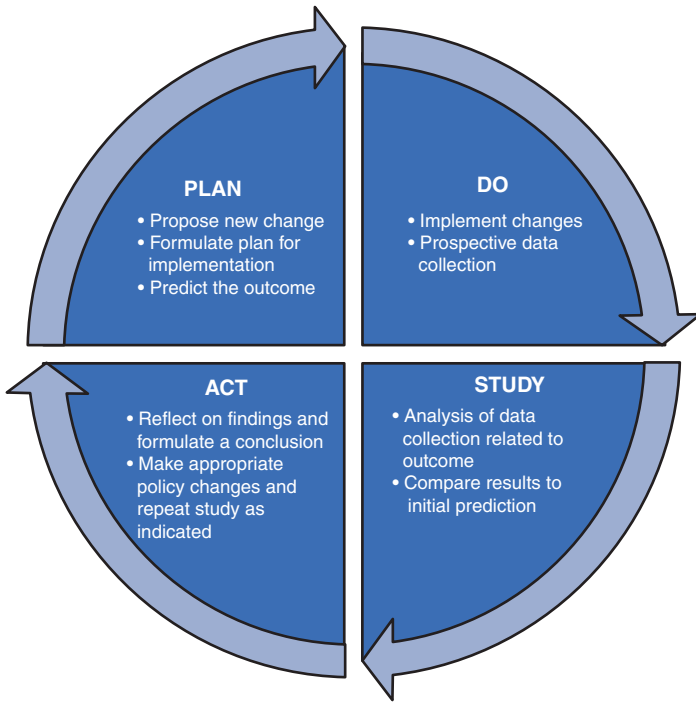 PLAN
• Propose new change
• Formulate plan for
implementation
• Predict the outcome
DO
• Implement changes
• Prospective data
collection
ACT
• Reflect on findings and
formulate a conclusion
• Make appropriate
policy changes and
repeat study as
indicated
STUDY
• Analysis of data
collection related to
outcome
• Compare results to
initial prediction